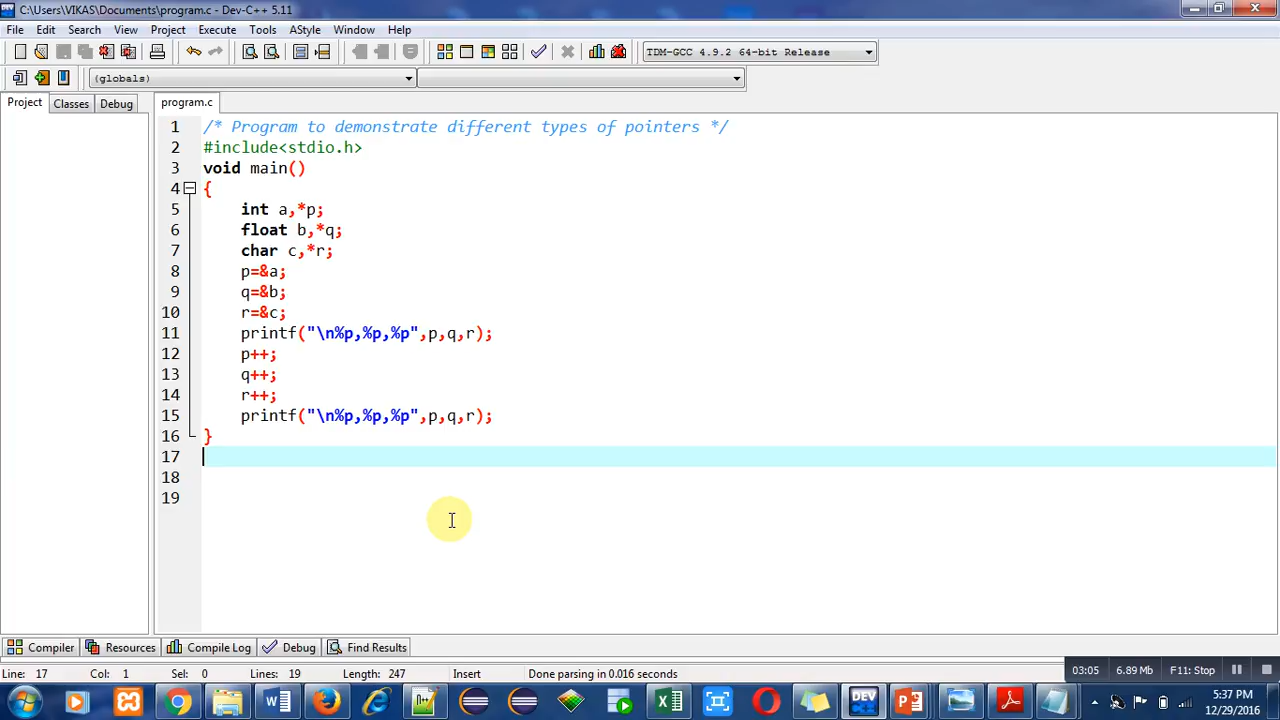 C:\Users\VIKAS\Documents\program.c - Dev-C++ 5.11
File Edit Search View Project Execute Tools AStyle Window Help
TDM-GCC 4.9.2 64-bit Release
(globals)
Project Classes Debug program.c
1 /* Program to demonstrate different types of pointers */
2 #include<stdio.h>
3 void main()
4 {
5 int a,*p;
6 float b,*q;
7 char c,*r;
8 p=&a;
9 q=&b;
10 r=&c;
11 printf("\n%p,%p,%p",p,q,r);
12 p++;
13 q++;
14 r++;
15 printf("\n%p,%p,%p",p,q,r);
16 }
17
18
19
Compiler Resources Compile Log Debug Find Results
Line: 17 Col: 1 Sel: 0 Lines: 19 Length: 247 Insert Done parsing in 0.016 seconds 03:05 6.89 Mb F11: Stop
DEV
5:37 PM
12/29/2016